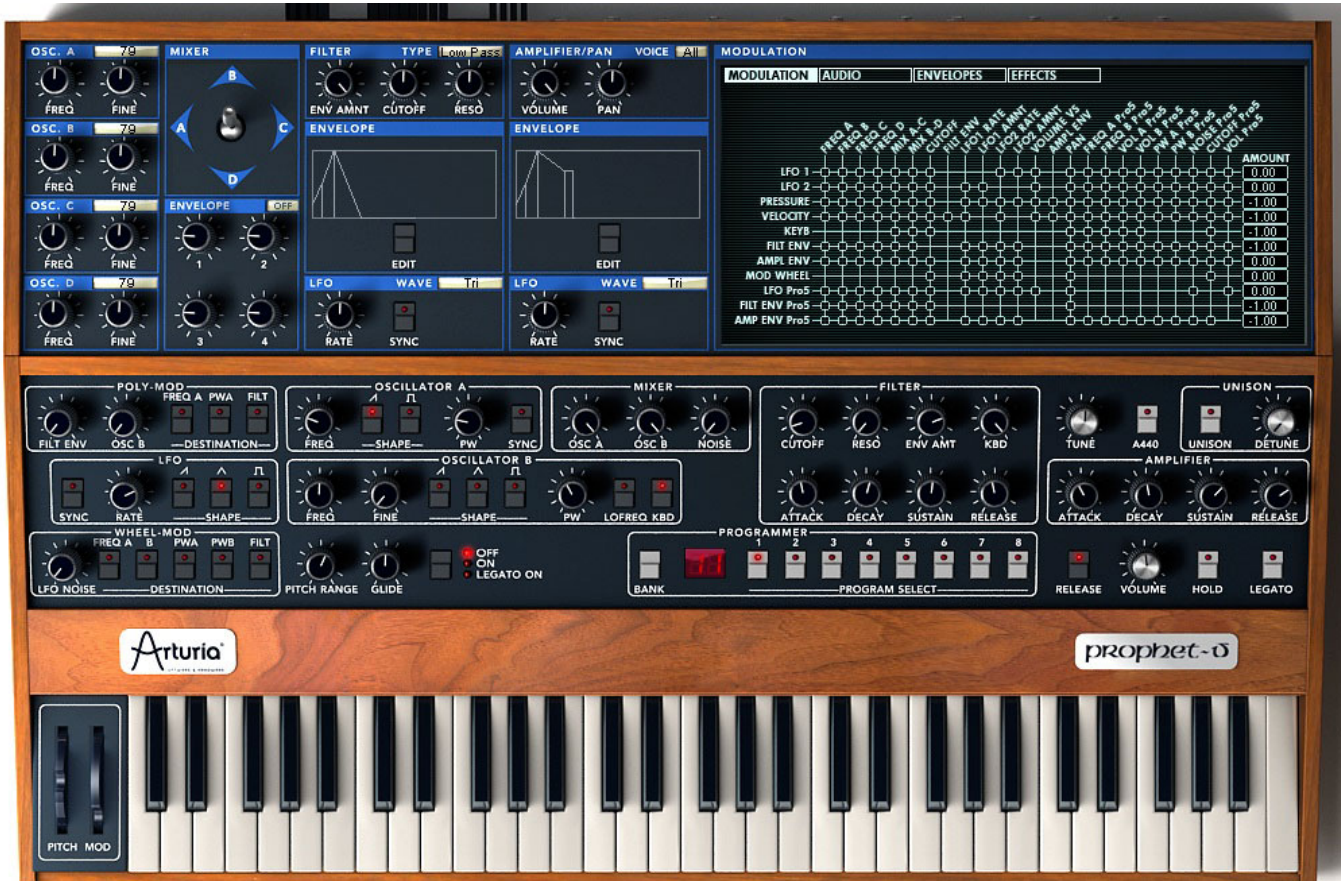 OSC. A 79
FREQ FINE
OSC. B 79
FREQ FINE
OSC. C 79
FREQ FINE
OSC. D 79
FREQ FINE
MIXER
B
A C
D
ENVELOPE OFF
1 2
3 4
FILTER TYPE Low Pass
ENV AMNT CUTOFF RESO
ENVELOPE
EDIT
LFO WAVE Tri
RATE SYNC
AMPLIFIER/PAN VOICE All
VOLUME PAN
ENVELOPE
EDIT
LFO WAVE Tri
RATE SYNC
MODULATION
MODULATION AUDIO ENVELOPES EFFECTS
FREQ A
FREQ B
FREQ C
FREQ D
MIX A-C
MIX B-D
CUTOFF
FILT ENV
LFO1 RATE
LFO1 AMNT
LFO2 RATE
LFO2 AMNT
VOLUME VS
AMPL ENV
PAN
FREQ A Pro5
FREQ B Pro5
VOL A Pro5
VOL B Pro5
PW A Pro5
PW B Pro5
NOISE Pro5
CUTOFF Pro5
VOL Pro5
AMOUNT
LFO 1 0.00
LFO 2 0.00
PRESSURE -1.00
VELOCITY -1.00
KEYB 0.00
FILT ENV -1.00
AMPL ENV 0.00
MOD WHEEL 0.00
LFO Pro5 0.00
FILT ENV Pro5 -1.00
AMP ENV Pro5 -1.00
POLY-MOD
FREQ A PWA FILT
FILT ENV OSC B DESTINATION
OSCILLATOR A
FREQ SHAPE PW SYNC
MIXER
OSC A OSC B NOISE
FILTER
CUTOFF RESO ENV AMT KBD
ATTACK DECAY SUSTAIN RELEASE
TUNE A440
UNISON
UNISON DETUNE
LFO
SYNC RATE SHAPE
OSCILLATOR B
FREQ FINE SHAPE PW LOFREQ KBD
AMPLIFIER
ATTACK DECAY SUSTAIN RELEASE
WHEEL-MOD
FREQ A B PWA PWB FILT
LFO NOISE DESTINATION
PITCH RANGE GLIDE
OFF
ON
LEGATO ON
PROGRAMMER
1 2 3 4 5 6 7 8
BANK PROGRAM SELECT
RELEASE VOLUME HOLD LEGATO
Arturia
prophet-V
PITCH MOD